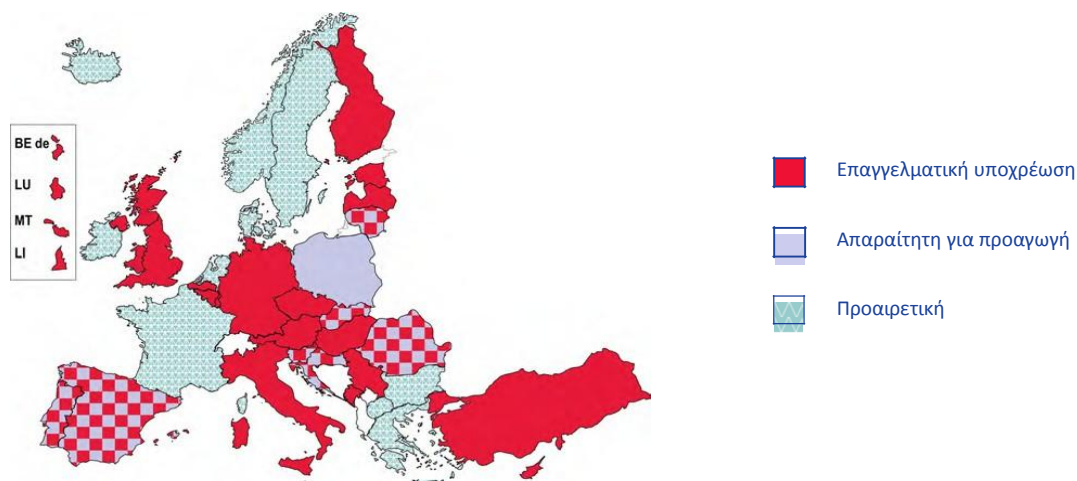 BE de
LU
MT
LI
Επαγγελματική υποχρέωση
Απαραίτητη για προαγωγή
Προαιρετική